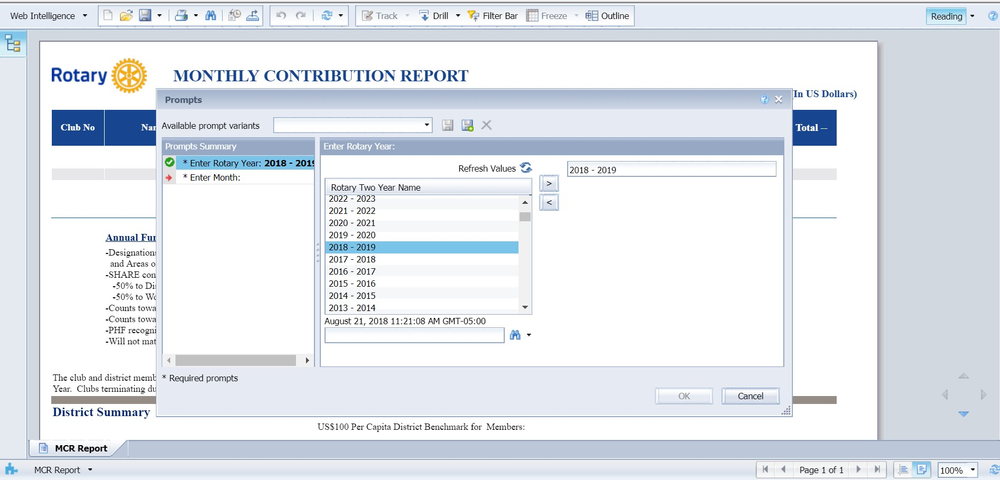 Web Intelligence
Track
Drill
Filter Bar
Freeze
Outline
Reading
Rotary
MONTHLY CONTRIBUTION REPORT
(In US Dollars)
Club No
Total --
Prompts
Available prompt variants
Prompts Summary
* Enter Rotary Year: 2018 - 2019
* Enter Month:
Enter Rotary Year:
Refresh Values
2018 - 2019
Rotary Two Year Name
2022 - 2023
2021 - 2022
2020 - 2021
2019 - 2020
2018 - 2019
2017 - 2018
2016 - 2017
2015 - 2016
2014 - 2015
2013 - 2014
>
<
August 21, 2018 11:21:08 AM GMT-05:00
* Required prompts
OK
Cancel
Annual Fun
-Designations
and Areas o
-SHARE con
-50% to Dis
-50% to Wo
-Counts towa
-Counts towa
-PHF recogni
-Will not mat
The club and district memb
Year. Clubs terminating du
District Summary
US$100 Per Capita District Benchmark for Members:
MCR Report
MCR Report
Page 1 of 1
100%